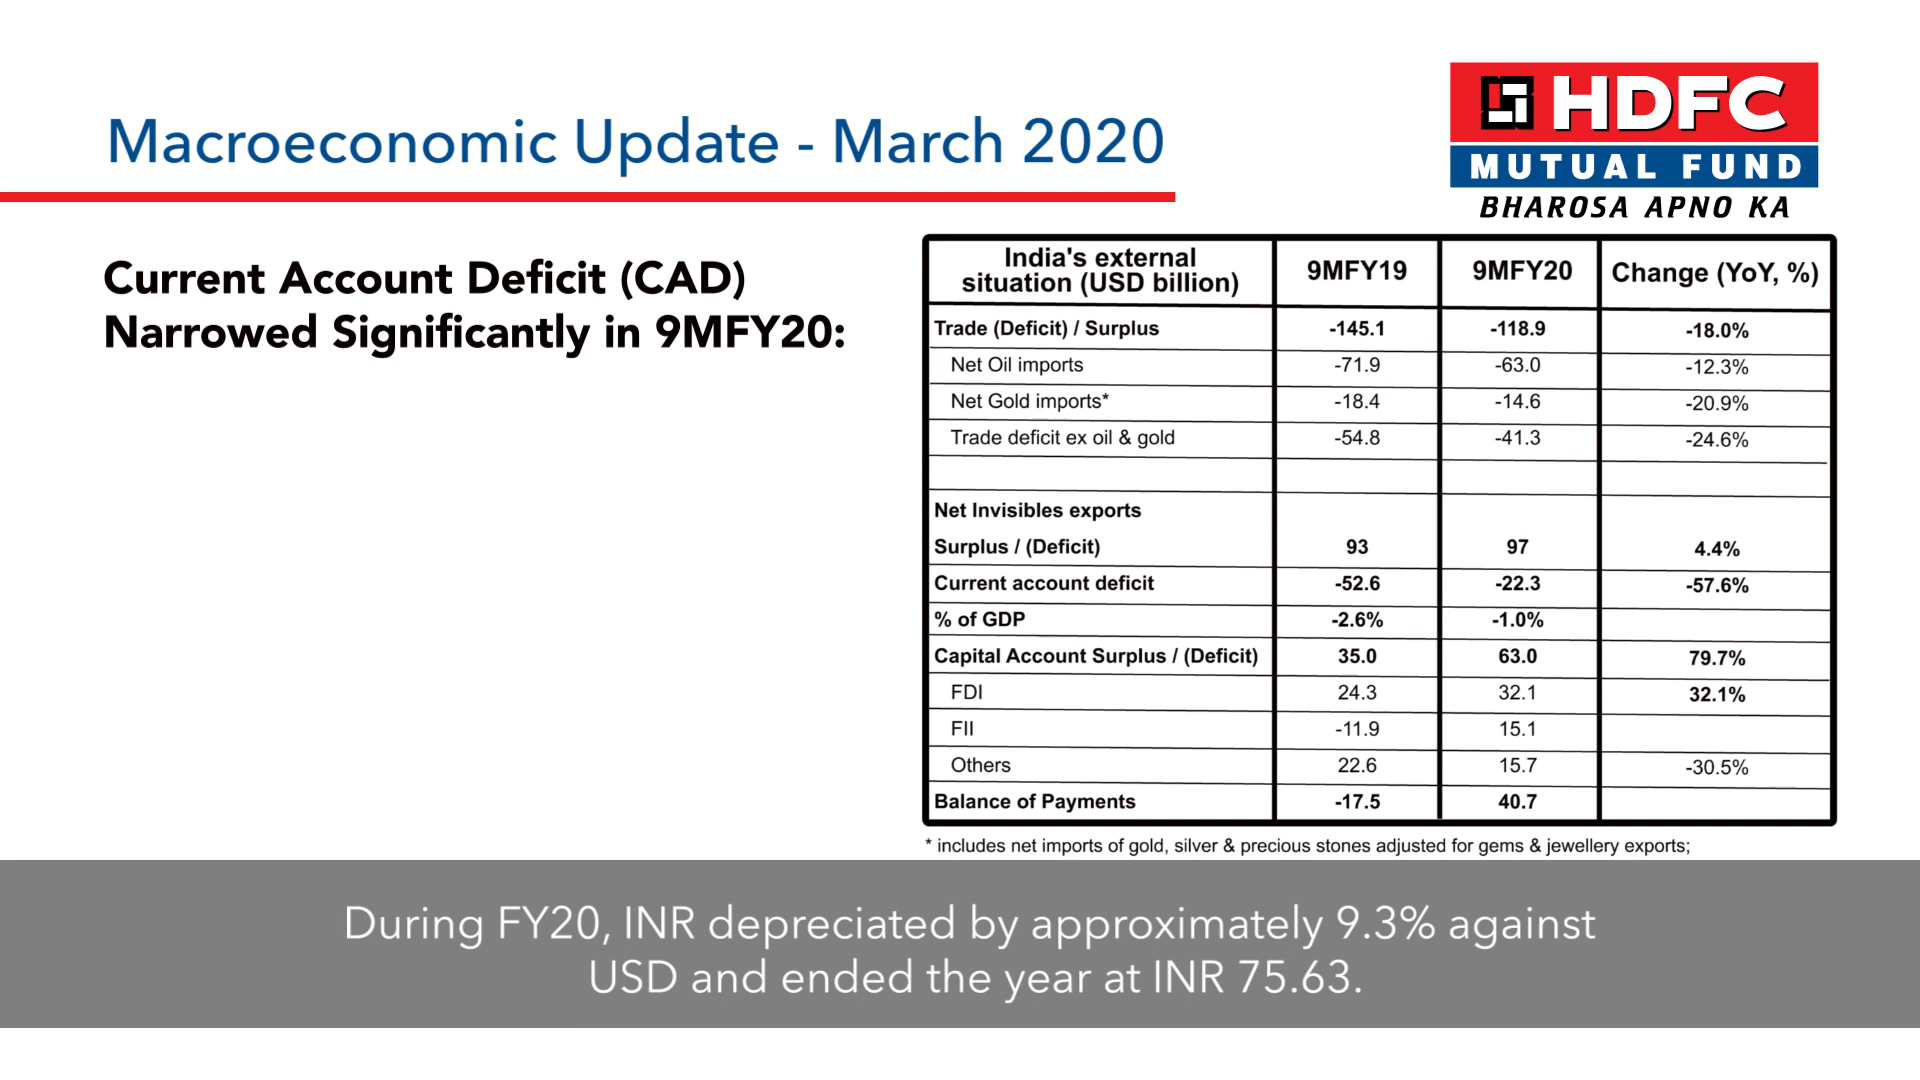 Macroeconomic Update - March 2020
HDFC
MUTUAL FUND
BHAROSA APNO KA
Current Account Deficit (CAD)
Narrowed Significantly in 9MFY20:
India's external situation (USD billion) 9MFY19 9MFY20 Change (YoY, %)
Trade (Deficit) / Surplus -145.1 -118.9 -18.0%
Net Oil imports -71.9 -63.0 -12.3%
Net Gold imports* -18.4 -14.6 -20.9%
Trade deficit ex oil & gold -54.8 -41.3 -24.6%
Net Invisibles exports
Surplus / (Deficit) 93 97 4.4%
Current account deficit -52.6 -22.3 -57.6%
% of GDP -2.6% -1.0%
Capital Account Surplus / (Deficit) 35.0 63.0 79.7%
FDI 24.3 32.1 32.1%
FII -11.9 15.1
Others 22.6 15.7 -30.5%
Balance of Payments -17.5 40.7
* includes net imports of gold, silver & precious stones adjusted for gems & jewellery exports;
During FY20, INR depreciated by approximately 9.3% against
USD and ended the year at INR 75.63.